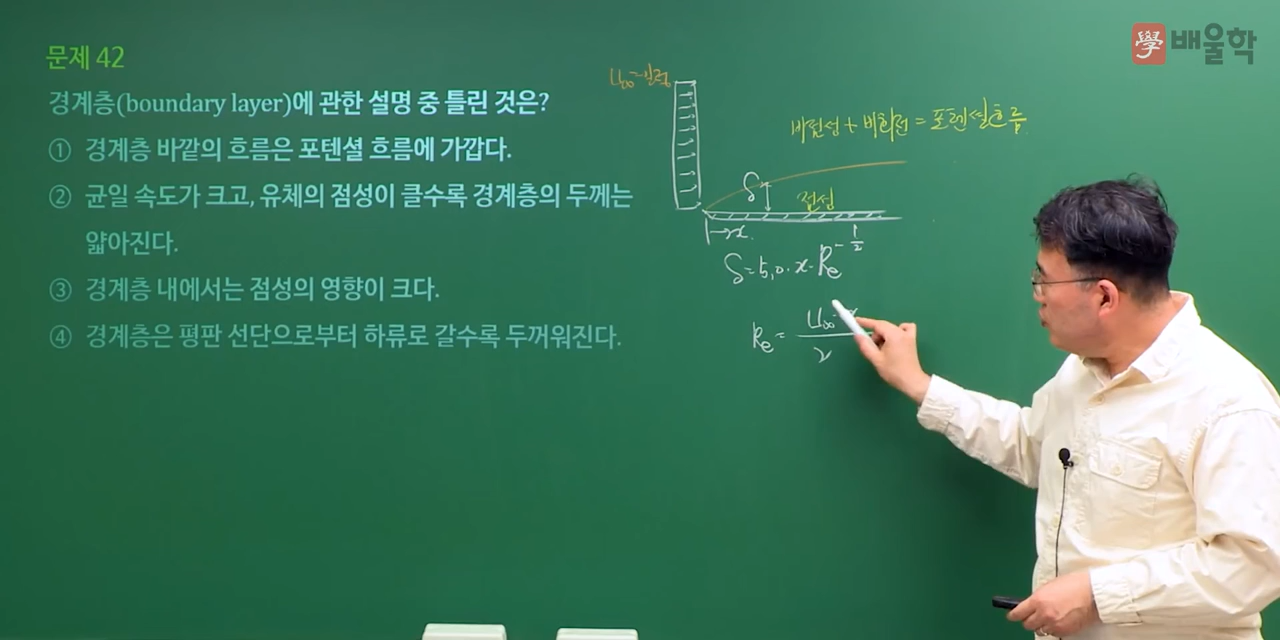 學 배울학
문제 42
경계층(boundary layer)에 관한 설명 중 틀린 것은?
① 경계층 바깥의 흐름은 포텐셜 흐름에 가깝다.
② 균일 속도가 크고, 유체의 점성이 클수록 경계층의 두께는
얇아진다.
③ 경계층 내에서는 점성의 영향이 크다.
④ 경계층은 평판 선단으로부터 하류로 갈수록 두꺼워진다.
U∞=일정
비점성 + 비회전 = 포텐셜흐름
δ
점성
x
δ=5.0·x·Re^-1/2
Re = U∞·x / ν